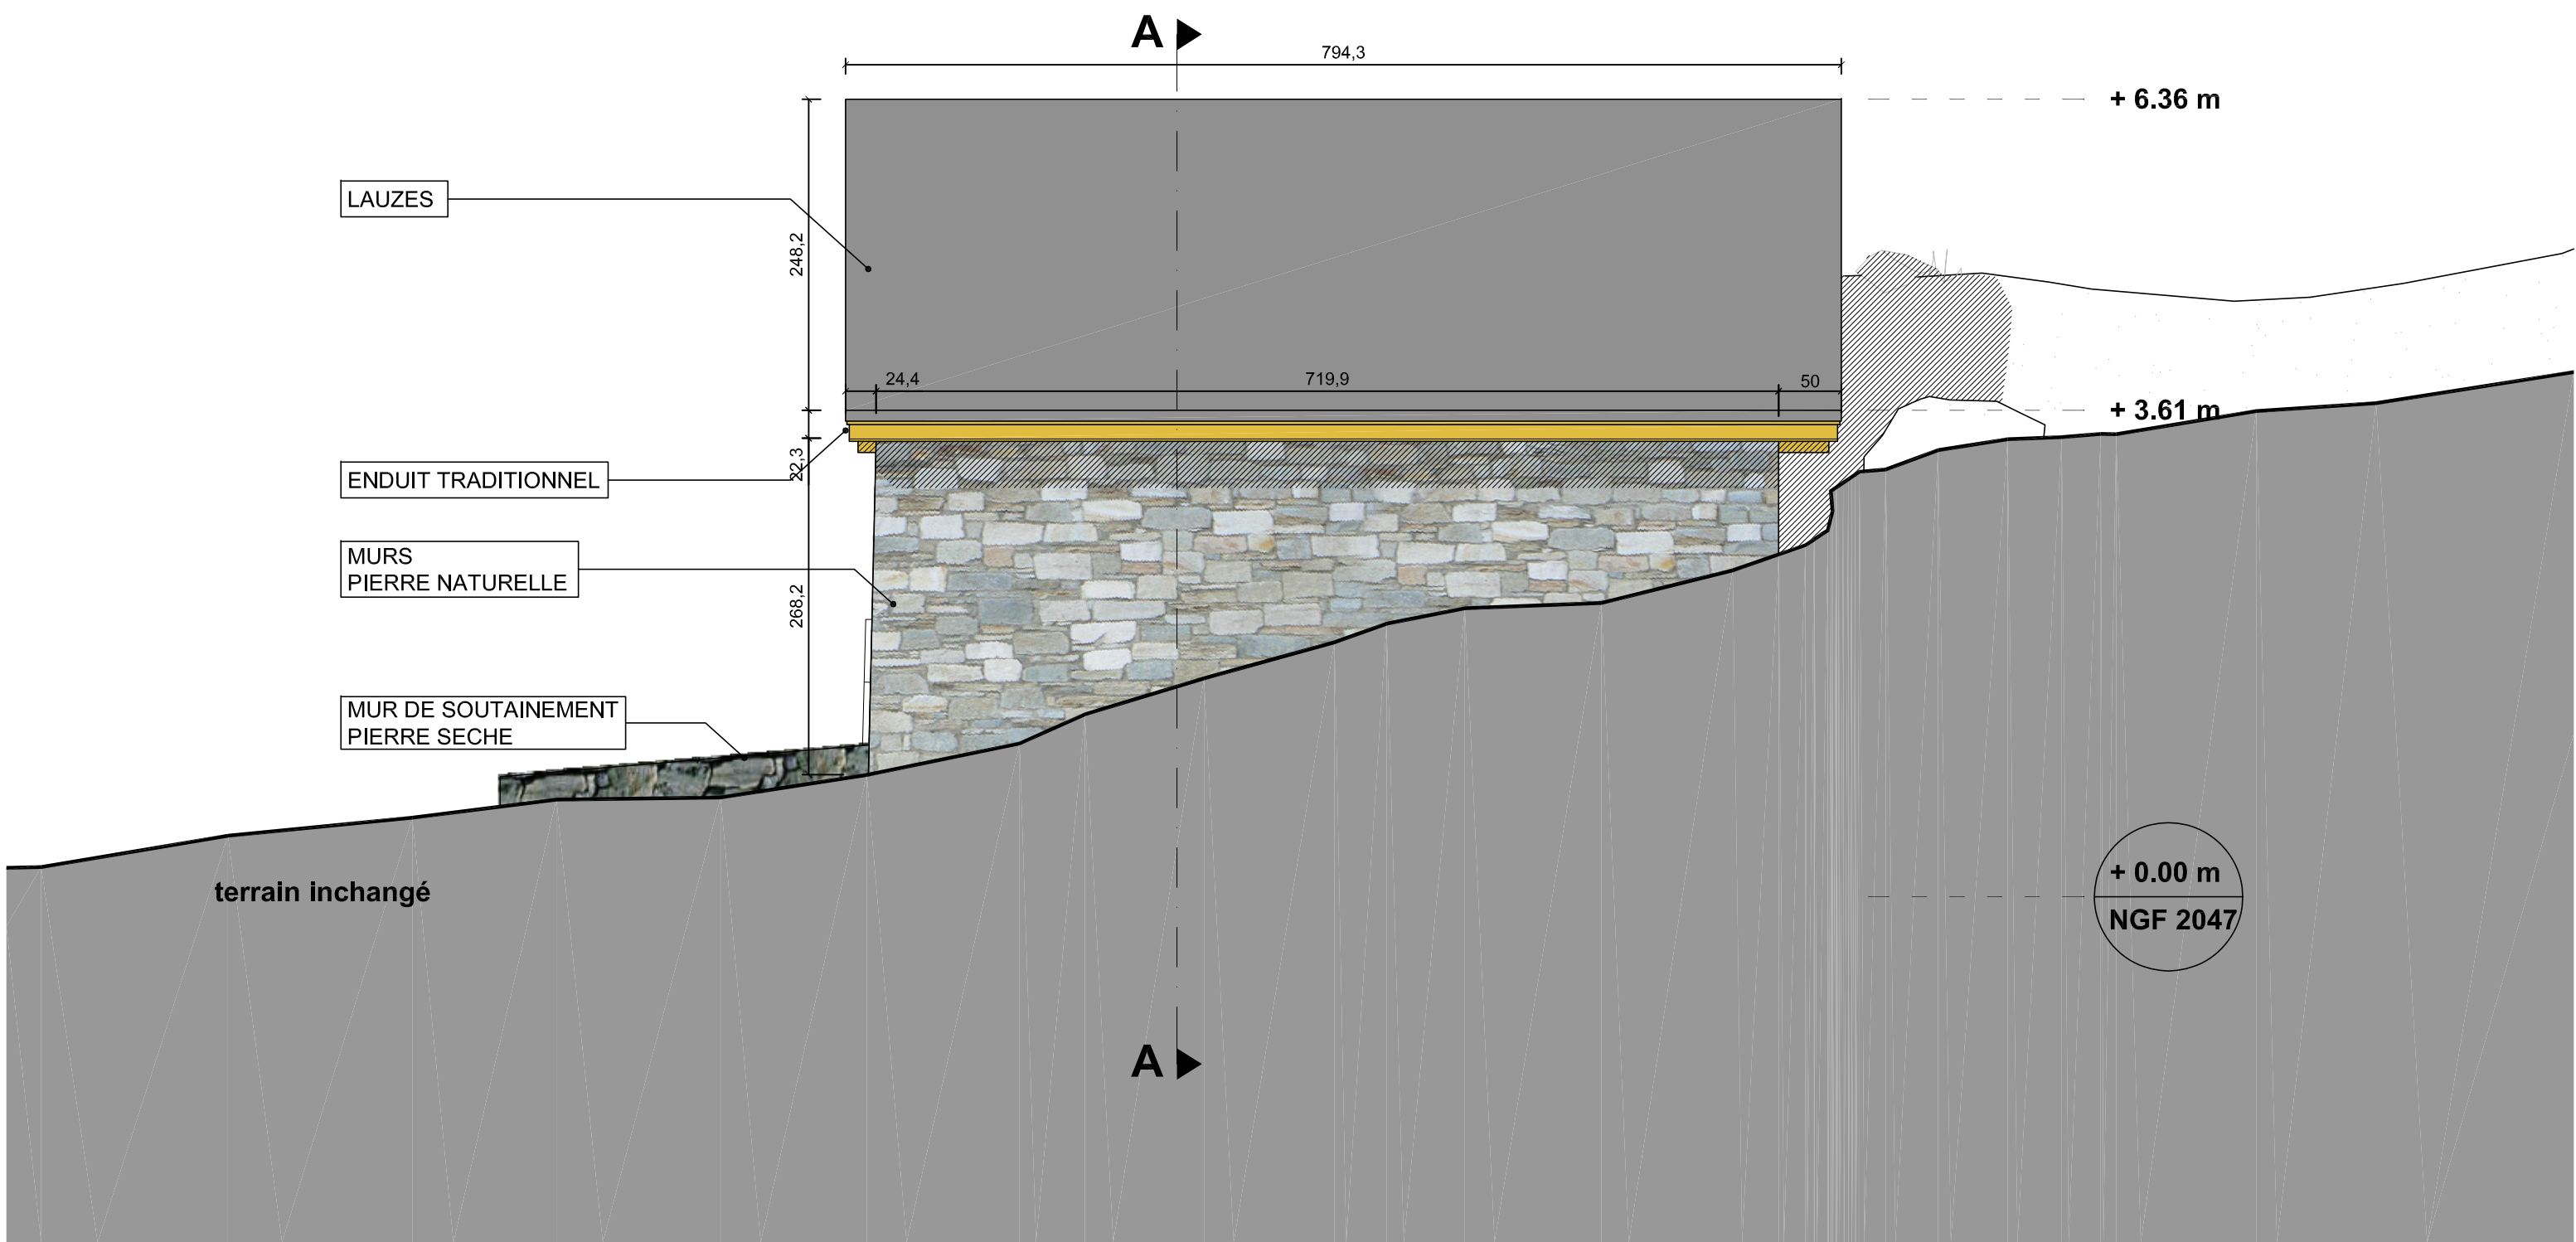 A
794,3
+ 6.36 m
LAUZES
248,2
24,4
719,9
50
+ 3.61 m
22,3
ENDUIT TRADITIONNEL
MURS
PIERRE NATURELLE
268,2
MUR DE SOUTAINEMENT
PIERRE SECHE
terrain inchangé
+ 0.00 m
NGF 2047
A